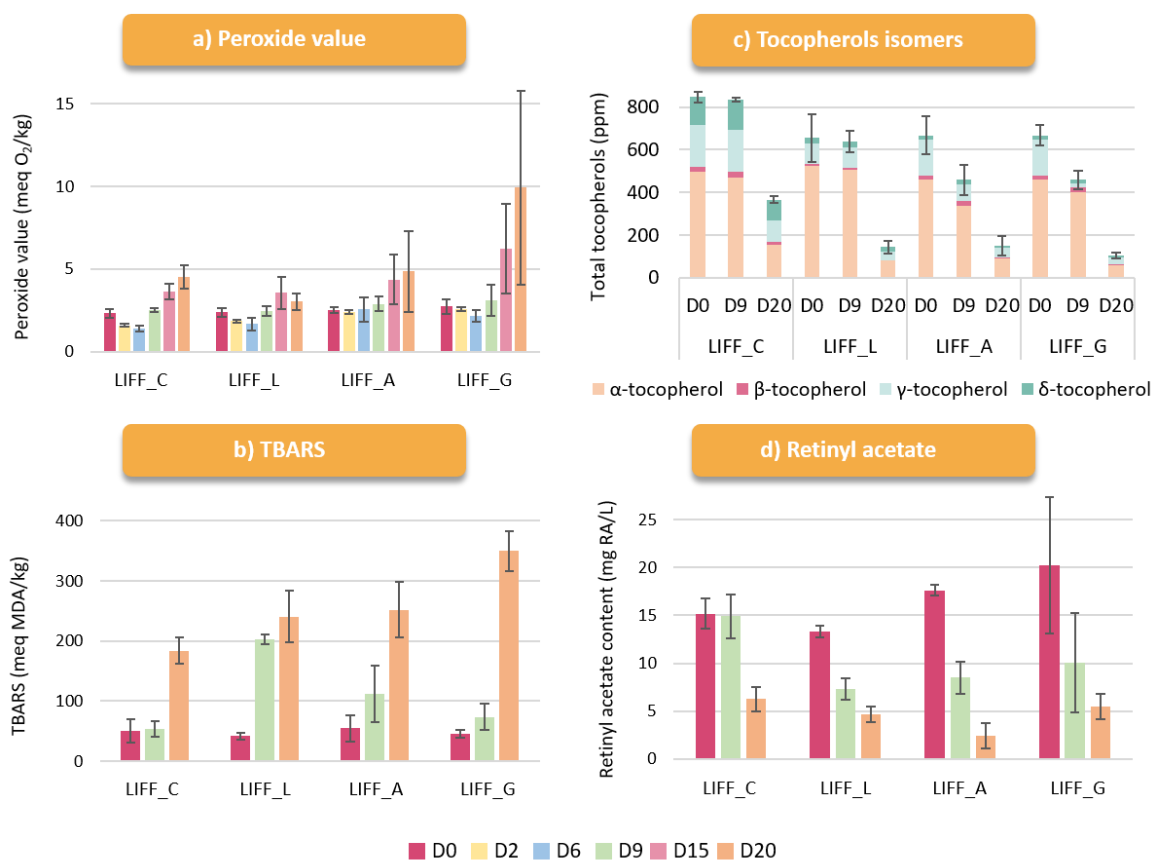 a) Peroxide value
Peroxide value (meq O₂/kg)
15
10
5
0
LIFF_C LIFF_L LIFF_A LIFF_G
c) Tocopherols isomers
Total tocopherols (ppm)
800
600
400
200
0
D0 D9 D20 D0 D9 D20 D0 D9 D20 D0 D9 D20
LIFF_C LIFF_L LIFF_A LIFF_G
α-tocopherol β-tocopherol γ-tocopherol δ-tocopherol
b) TBARS
TBARS (meq MDA/kg)
400
300
200
100
0
LIFF_C LIFF_L LIFF_A LIFF_G
d) Retinyl acetate
Retinyl acetate content (mg RA/L)
25
20
15
10
5
0
LIFF_C LIFF_L LIFF_A LIFF_G
D0 D2 D6 D9 D15 D20